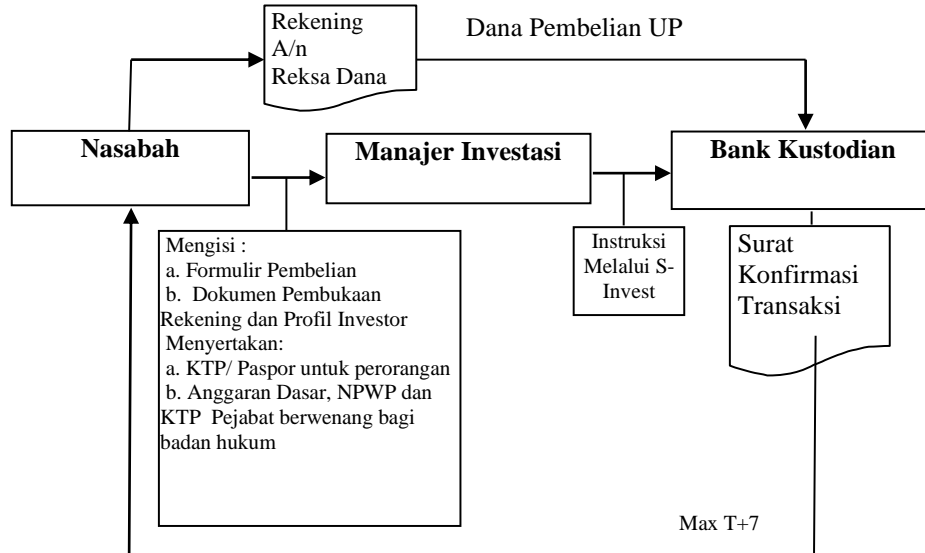 Rekening
A/n
Reksa Dana
Dana Pembelian UP
Nasabah
Manajer Investasi
Bank Kustodian
Mengisi :
a. Formulir Pembelian
b. Dokumen Pembukaan
Rekening dan Profil Investor
Menyertakan:
a. KTP/ Paspor untuk perorangan
b. Anggaran Dasar, NPWP dan
KTP Pejabat berwenang bagi
badan hukum
Instruksi
Melalui S-
Invest
Surat
Konfirmasi
Transaksi
Max T+7